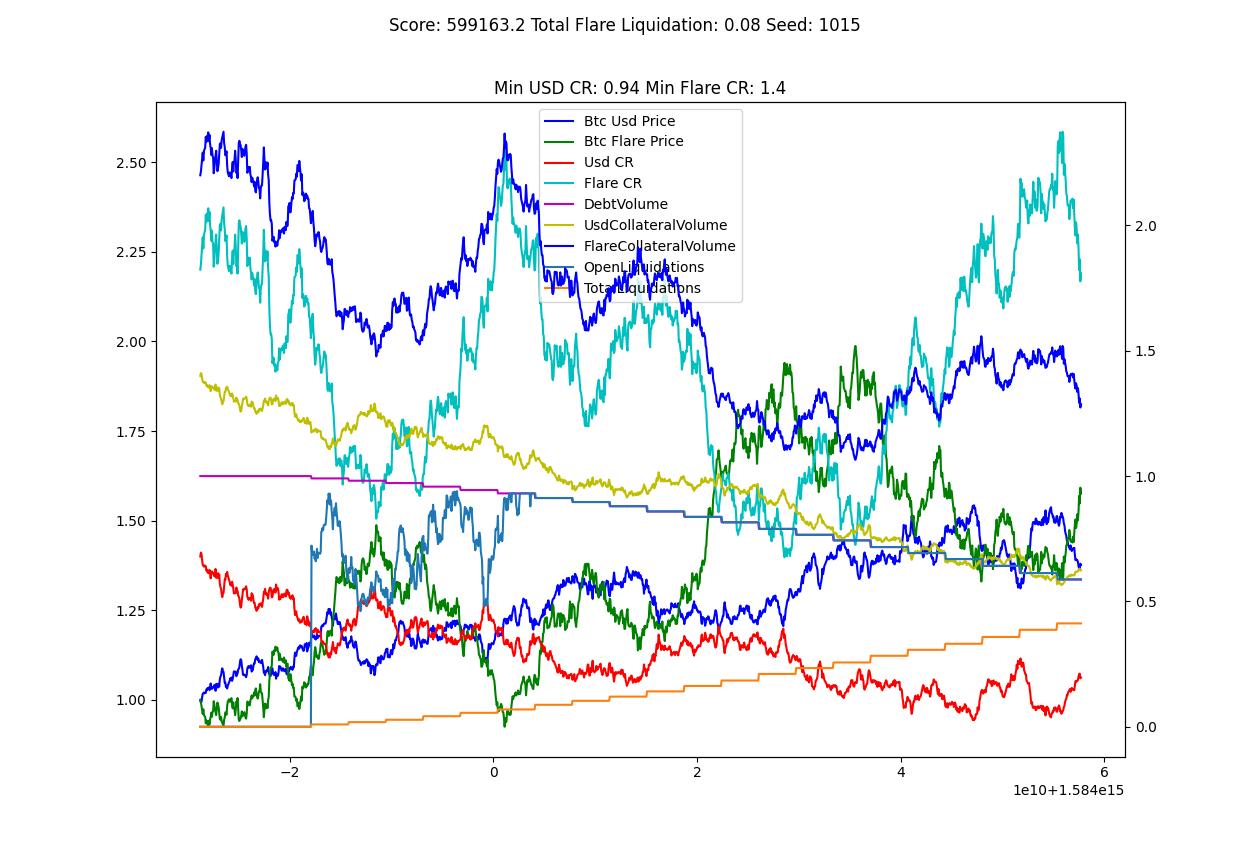 Score: 599163.2 Total Flare Liquidation: 0.08 Seed: 1015
Min USD CR: 0.94 Min Flare CR: 1.4
Btc Usd Price
Btc Flare Price
Usd CR
Flare CR
DebtVolume
UsdCollateralVolume
FlareCollateralVolume
OpenLiquidations
TotalLiquidations
2.50
2.25
2.00
1.75
1.50
1.25
1.00
2.0
1.5
1.0
0.5
0.0
−2
0
2
4
6
1e10+1.584e15